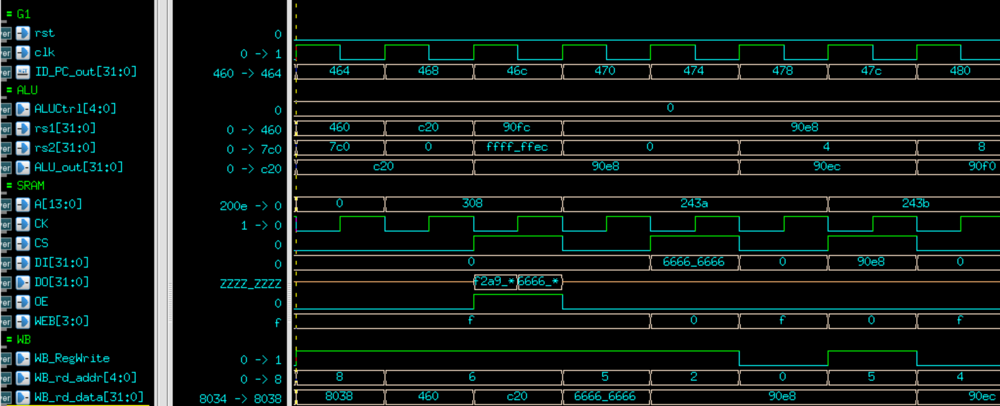 = G1
rst 0
clk 0 -> 1
ID_PC_out[31:0] 460 -> 464 464 468 46c 470 474 478 47c 480
= ALU
ALUCtrl[4:0] 0 0
rs1[31:0] 0 -> 460 460 c20 90fc 90e8
rs2[31:0] 0 -> 7c0 7c0 0 ffff_ffec 0 4 8
ALU_out[31:0] 0 -> c20 c20 90e8 90ec 90f0
= SRAM
A[13:0] 200e -> 0 0 308 243a 243b
CK 1 -> 0
CS 0
DI[31:0] 0 0 6666_6666 0 90e8 0
DO[31:0] ZZZZ_ZZZZ f2a9_* 6666_*
OE 0
WEB[3:0] f f 0 f 0 f
= WB
WB_RegWrite 0 -> 1
WB_rd_addr[4:0] 0 -> 8 8 6 5 2 0 5 4
WB_rd_data[31:0] 8034 -> 8038 8038 460 c20 6666_6666 90e8 90ec